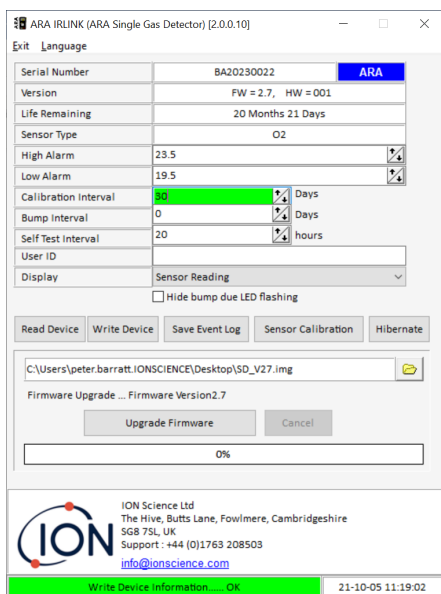 ARA IRLINK (ARA Single Gas Detector) [2.0.0.10]
Exit Language
Serial Number BA20230022 ARA
Version FW = 2.7, HW = 001
Life Remaining 20 Months 21 Days
Sensor Type O2
High Alarm 23.5
Low Alarm 19.5
Calibration Interval 30 Days
Bump Interval 0 Days
Self Test Interval 20 hours
User ID
Display Sensor Reading
Hide bump due LED flashing
Read Device Write Device Save Event Log Sensor Calibration Hibernate
C:\Users\peter.barratt.IONSCIENCE\Desktop\SD_V27.img
Firmware Upgrade ... Firmware Version2.7
Upgrade Firmware Cancel
0%
ION
ION Science Ltd
The Hive, Butts Lane, Fowlmere, Cambridgeshire
SG8 7SL, UK
Support : +44 (0)1763 208503
info@ionscience.com
Write Device Information...... OK 21-10-05 11:19:02